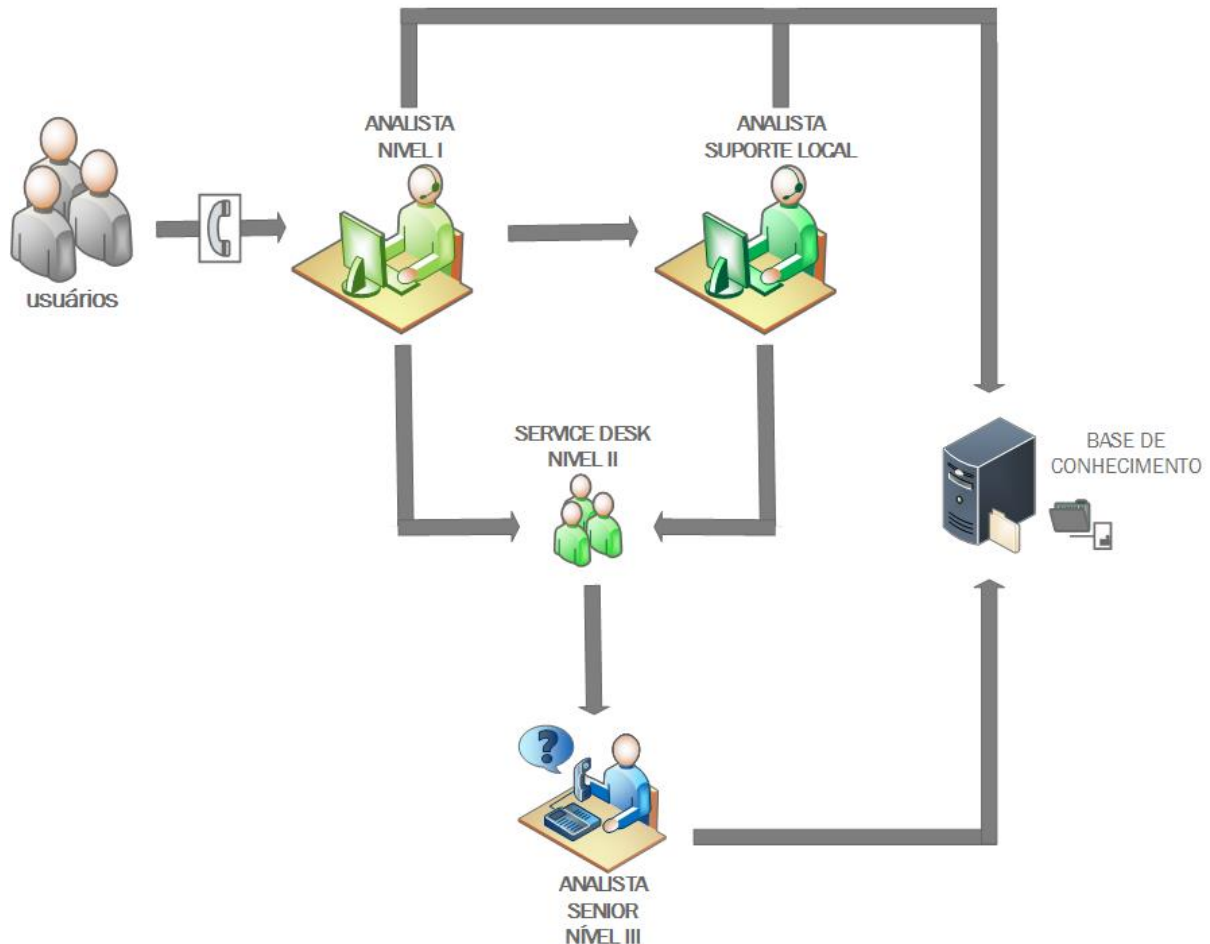 ANALISTA
NIVEL I
ANALISTA
SUPORTE LOCAL
usuários
SERVICE DESK
NIVEL II
BASE DE
CONHECIMENTO
?
ANALISTA
SENIOR
NÍVEL III